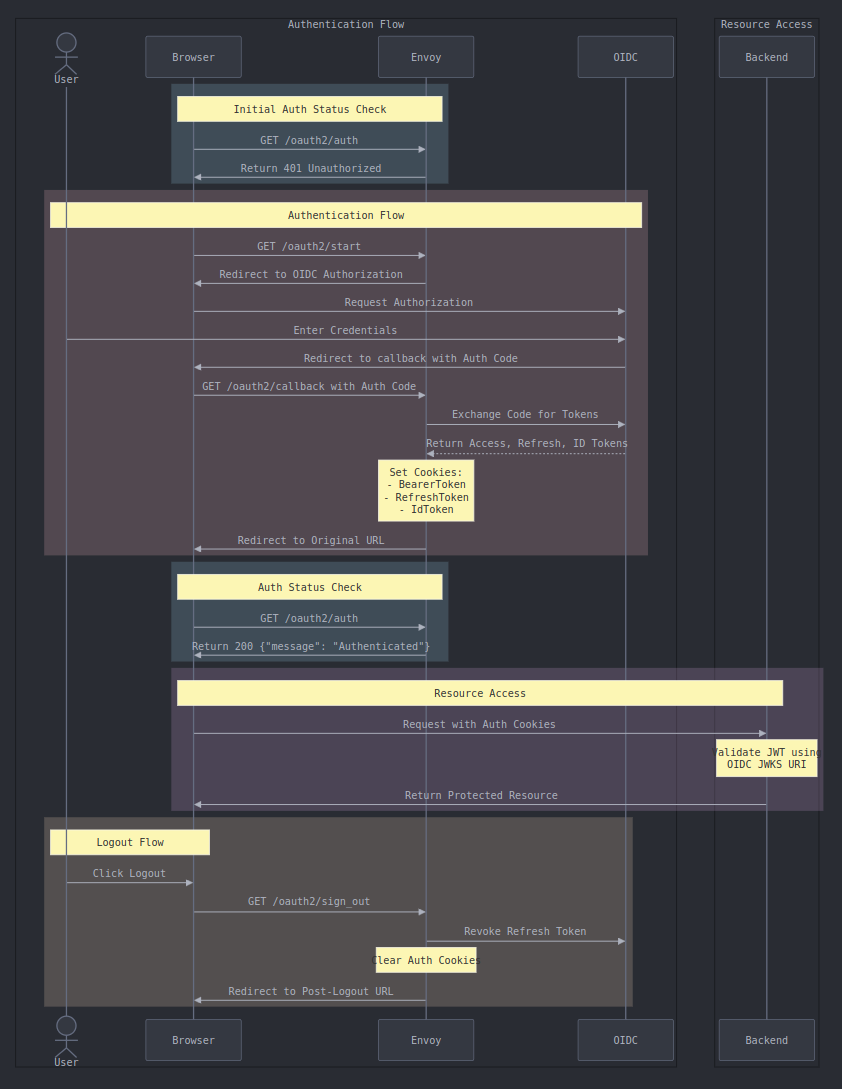 Authentication Flow
Resource Access
User
Browser
Envoy
OIDC
Backend
Initial Auth Status Check
GET /oauth2/auth
Return 401 Unauthorized
Authentication Flow
GET /oauth2/start
Redirect to OIDC Authorization
Request Authorization
Enter Credentials
Redirect to callback with Auth Code
GET /oauth2/callback with Auth Code
Exchange Code for Tokens
Return Access, Refresh, ID Tokens
Set Cookies:
- BearerToken
- RefreshToken
- IdToken
Redirect to Original URL
Auth Status Check
GET /oauth2/auth
Return 200 {"message": "Authenticated"}
Resource Access
Request with Auth Cookies
Validate JWT using
OIDC JWKS URI
Return Protected Resource
Logout Flow
Click Logout
GET /oauth2/sign_out
Revoke Refresh Token
Clear Auth Cookies
Redirect to Post-Logout URL
User
Browser
Envoy
OIDC
Backend